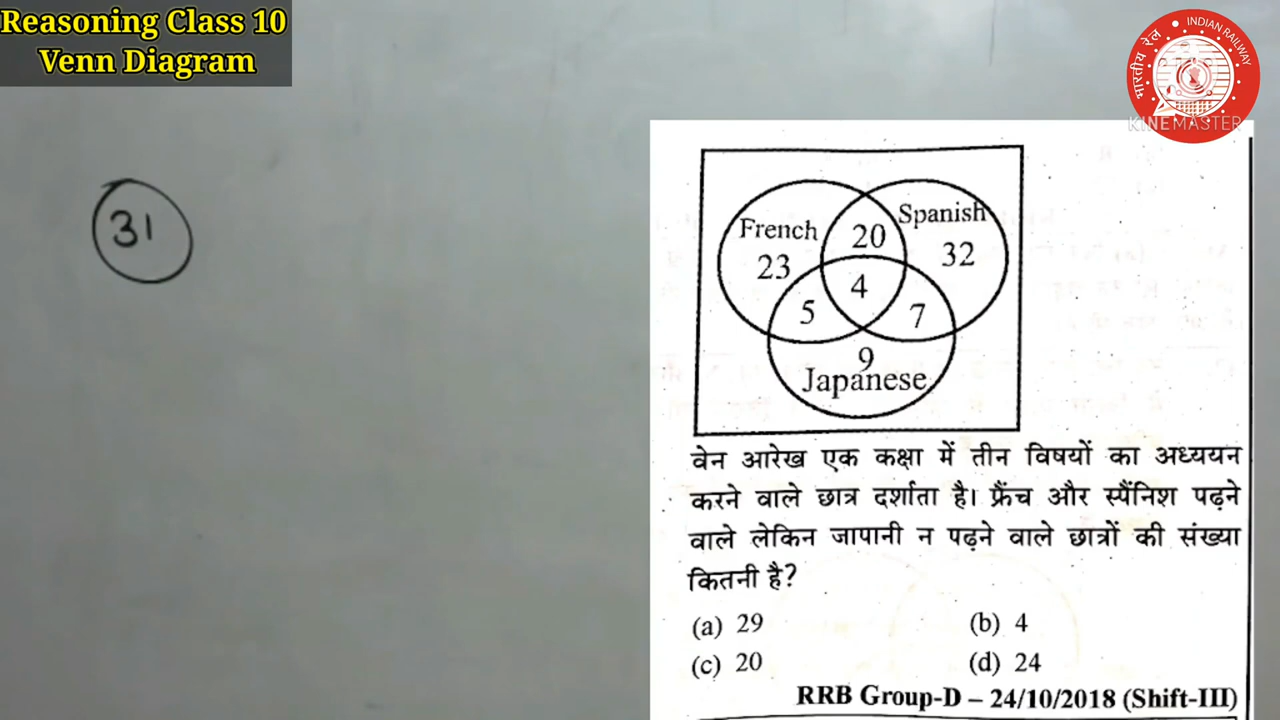 Reasoning Class 10
Venn Diagram
भारतीय रेल
INDIAN RAILWAY
KINEMASTER
31
French
Spanish
20
23
32
4
5
7
9
Japanese
वेन आरेख एक कक्षा में तीन विषयों का अध्ययन
करने वाले छात्र दर्शाता है। फ्रैंच और स्पैंनिश पढ़ने
वाले लेकिन जापानी न पढ़ने वाले छात्रों की संख्या
कितनी है?
(a) 29
(b) 4
(c) 20
(d) 24
RRB Group-D – 24/10/2018 (Shift-III)